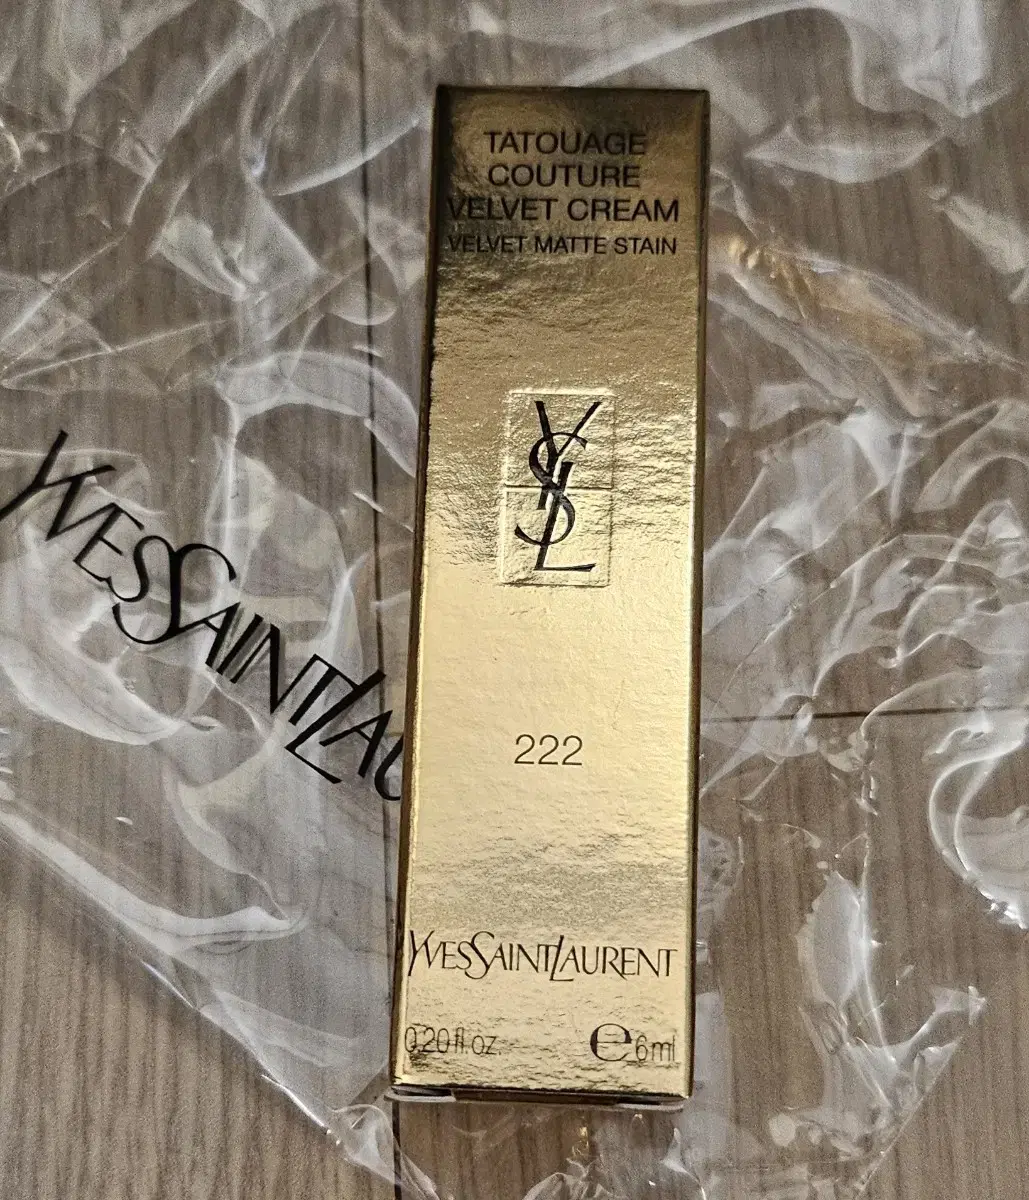 TATOUAGE
COUTURE
VELVET CREAM
VELVET MATTE STAIN
YSL
222
YVESSAINTLAURENT
0.20 fl.oz. e 6ml
YVESSAINTLAU